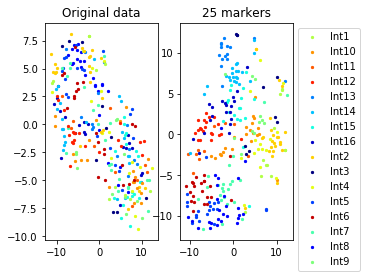 Original data
25 markers
7.5
5.0
2.5
0.0
−2.5
−5.0
−7.5
−10.0
−10
0
10
10
5
0
−5
−10
−10
0
10
Int1
Int10
Int11
Int12
Int13
Int14
Int15
Int16
Int2
Int3
Int4
Int5
Int6
Int7
Int8
Int9